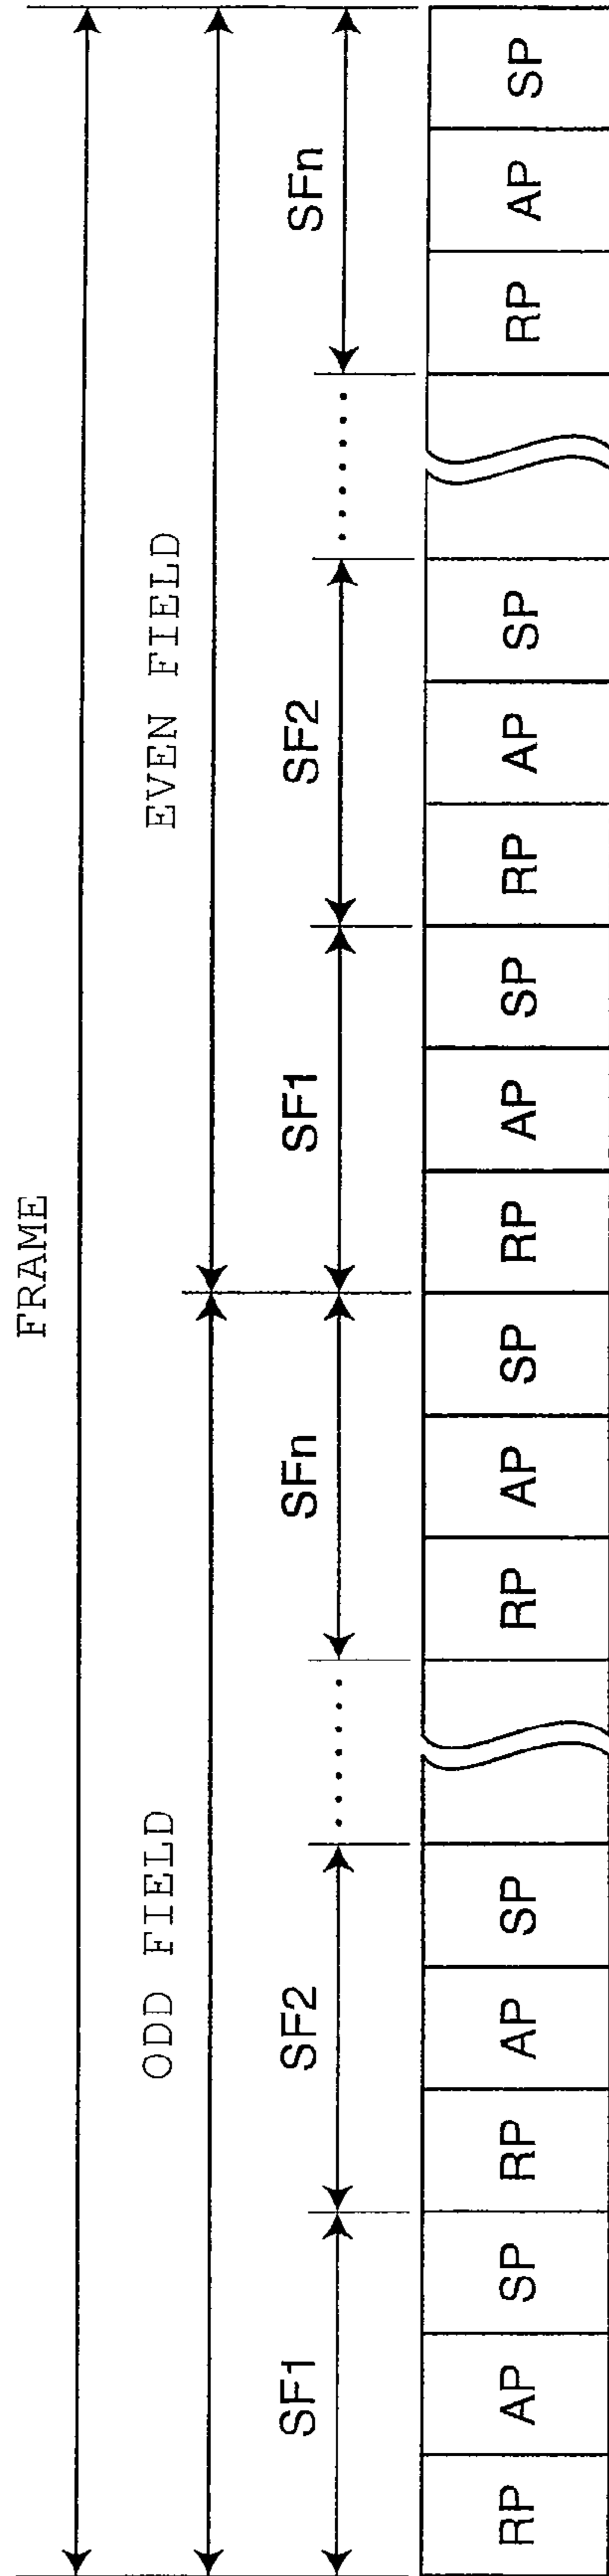 FRAME
ODD FIELD EVEN FIELD
SF1 SF2 ...... SFn SF1 SF2 ...... SFn
RP AP SP RP AP SP RP AP SP RP AP SP RP AP SP RP AP SP